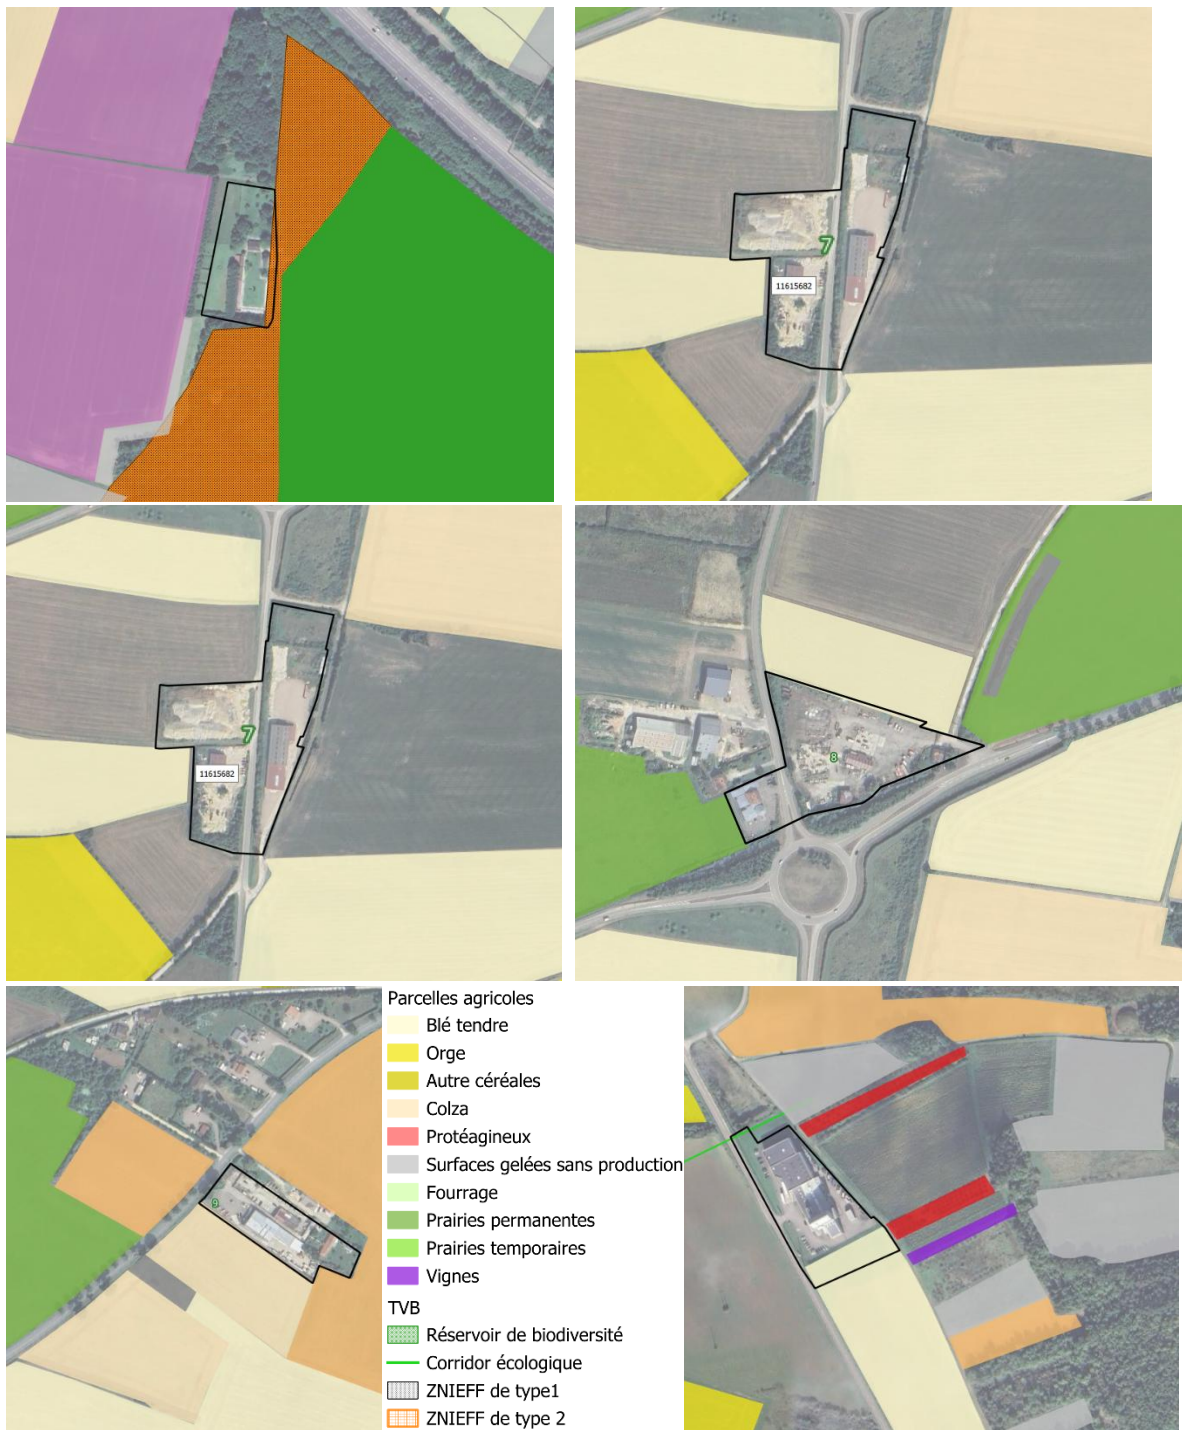 7
11615682
7
11615682
8
9
Parcelles agricoles
Blé tendre
Orge
Autre céréales
Colza
Protéagineux
Surfaces gelées sans production
Fourrage
Prairies permanentes
Prairies temporaires
Vignes
TVB
Réservoir de biodiversité
Corridor écologique
ZNIEFF de type1
ZNIEFF de type 2